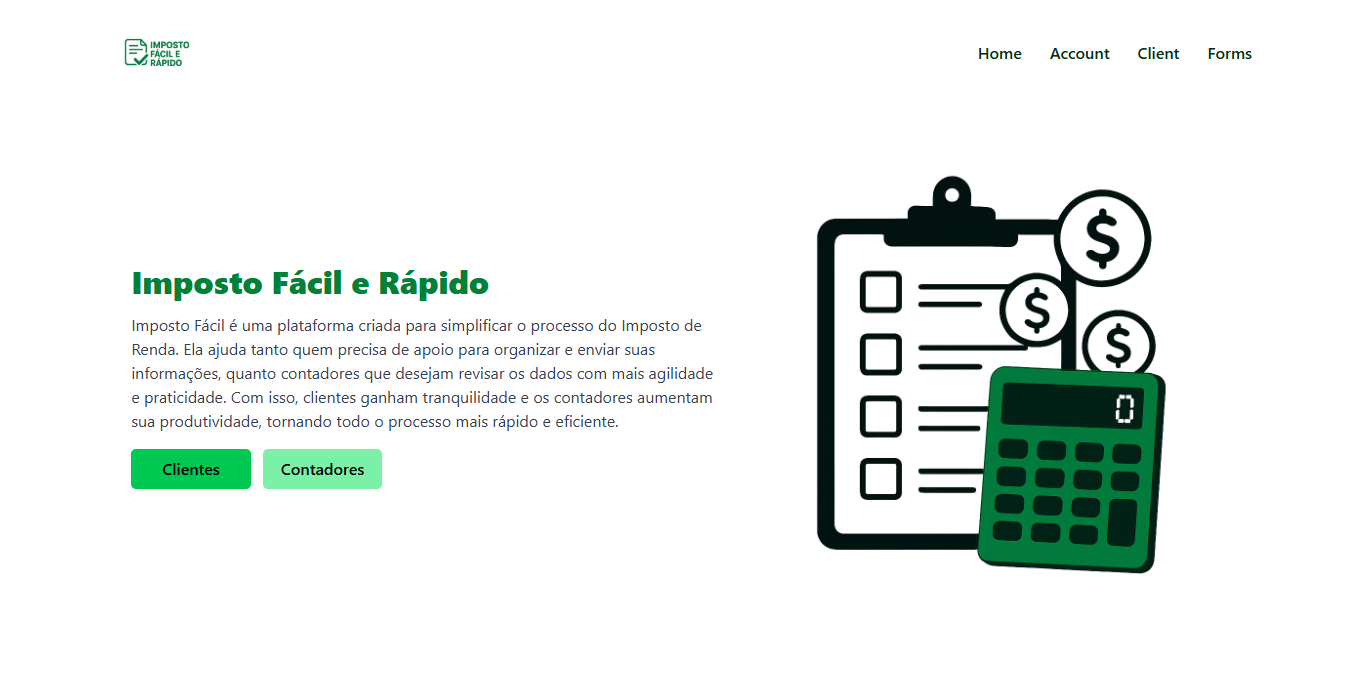 IMPOSTO
FÁCIL E
RÁPIDO
Home Account Client Forms
Imposto Fácil e Rápido
Imposto Fácil é uma plataforma criada para simplificar o processo do Imposto de
Renda. Ela ajuda tanto quem precisa de apoio para organizar e enviar suas
informações, quanto contadores que desejam revisar os dados com mais agilidade
e praticidade. Com isso, clientes ganham tranquilidade e os contadores aumentam
sua produtividade, tornando todo o processo mais rápido e eficiente.
Clientes Contadores
$
$
$
0